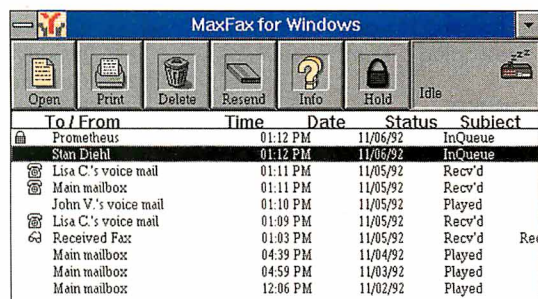 MaxFax for Windows
Open Print Delete Resend Info Hold Idle zZZ
To / From Time Date Status Subject
Prometheus 01:12 PM 11/06/92 InQueue
Stan Diehl 01:12 PM 11/06/92 InQueue
Lisa C.'s voice mail 01:11 PM 11/05/92 Recv'd
Main mailbox 01:11 PM 11/05/92 Recv'd
John V.'s voice mail 01:10 PM 11/05/92 Played
Lisa C.'s voice mail 01:09 PM 11/05/92 Recv'd
Received Fax 01:03 PM 11/05/92 Recv'd Rec
Main mailbox 04:39 PM 11/04/92 Played
Main mailbox 04:59 PM 11/03/92 Played
Main mailbox 12:06 PM 11/02/92 Played